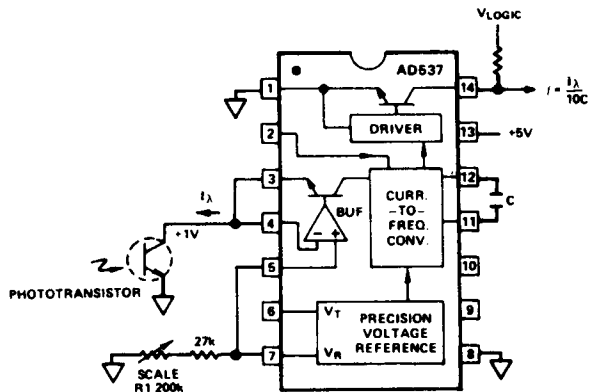 VLOGIC
AD537
1
14
f = Iλ
10C
DRIVER
2
13
+5V
3
12
Iλ
BUF
CURR.
-TO-
FREQ.
CONV.
C
4
11
+1V
- +
5
10
PHOTOTRANSISTOR
6
VT
PRECISION
VOLTAGE
REFERENCE
9
27k
7
VR
8
SCALE
R1 200k